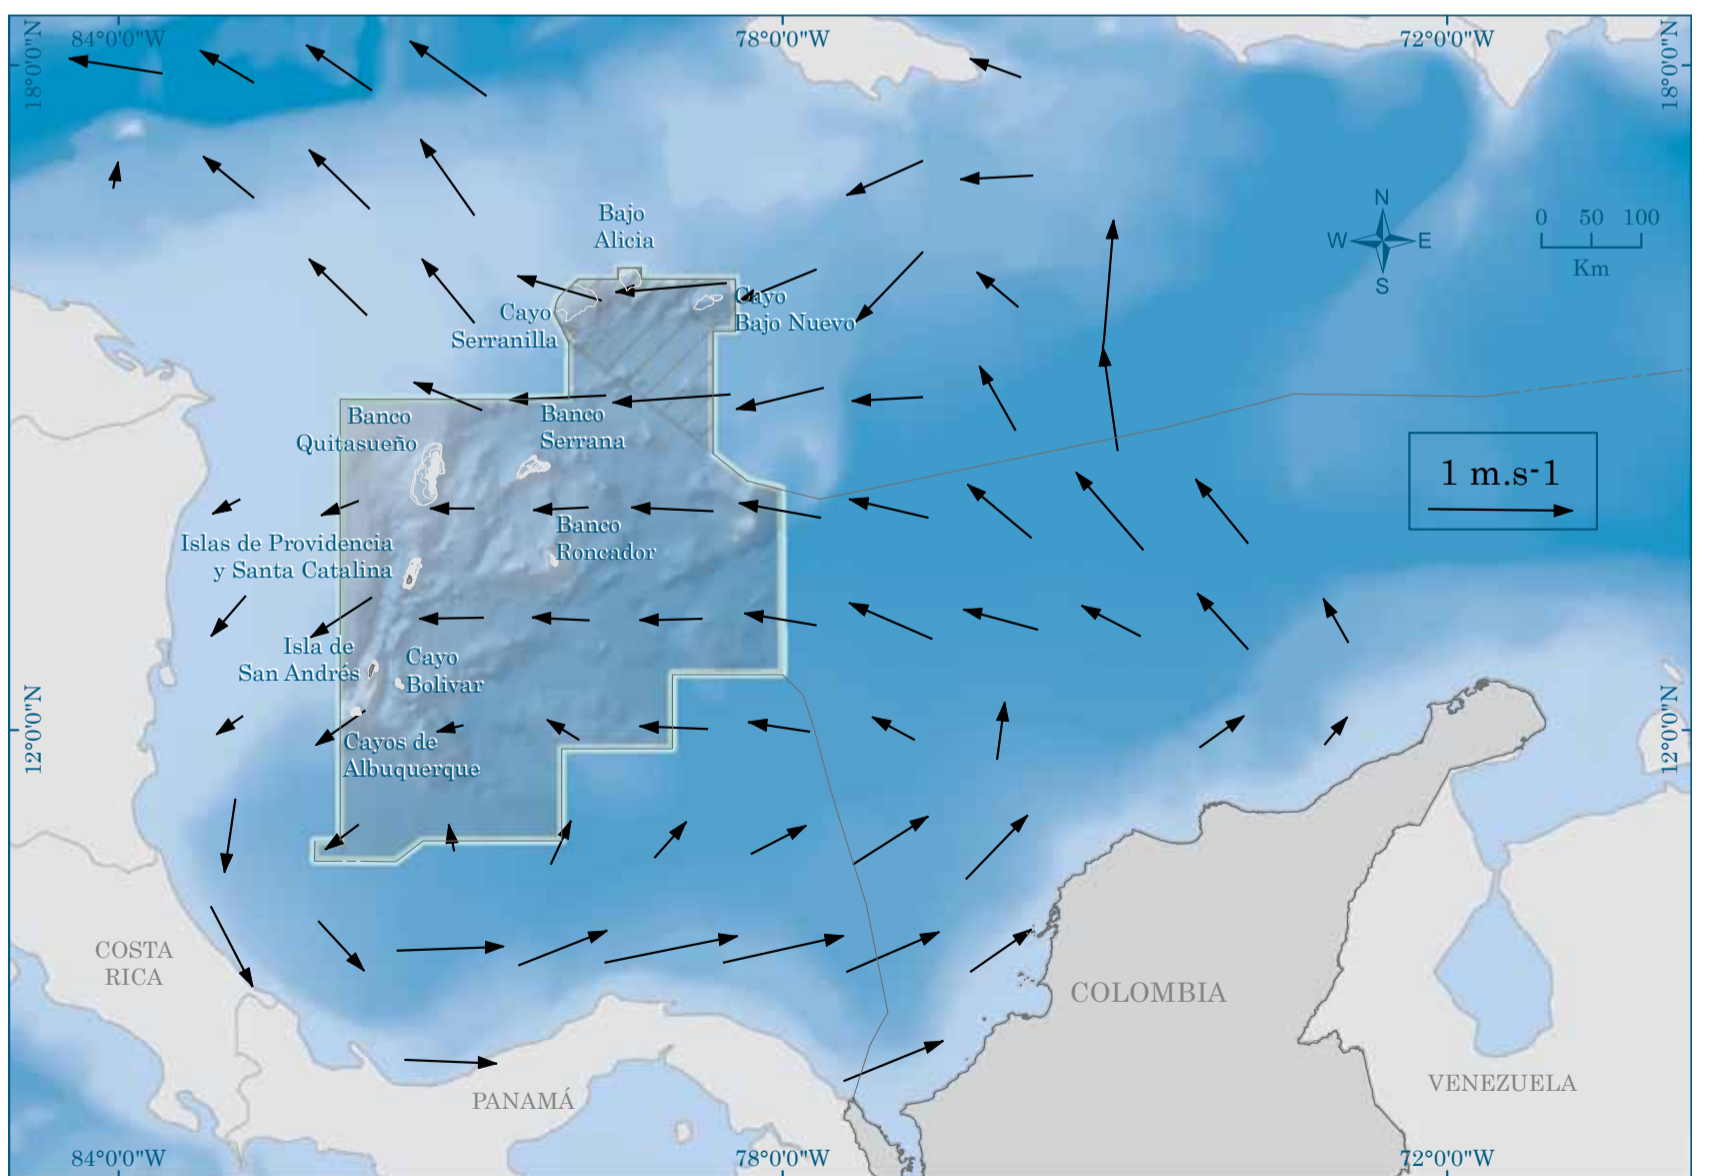 84°0'0"W
78°0'0"W
72°0'0"W
18°0'0"N
18°0'0"N
Bajo
Alicia
N
W
E
S
0 50 100
Km
Cayo
Serranilla
Cayo
Bajo Nuevo
Banco
Quitasueño
Banco
Serrana
1 m.s-1
Banco
Roncador
Islas de Providencia
y Santa Catalina
Isla de
San Andrés
Cayo
Bolivar
12°0'0"N
12°0'0"N
Cayos de
Albuquerque
COSTA
RICA
COLOMBIA
PANAMÁ
VENEZUELA
84°0'0"W
78°0'0"W
72°0'0"W